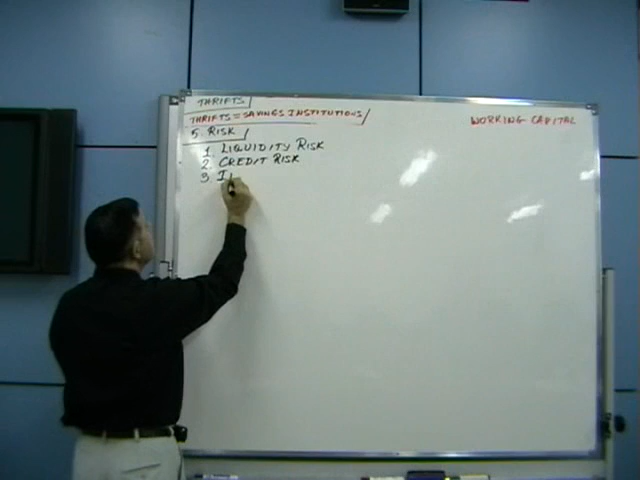 THRIFTS
THRIFTS = SAVINGS INSTITUTIONS
WORKING CAPITAL
5. RISK
1. LIQUIDITY RISK
2. CREDIT RISK
3. I